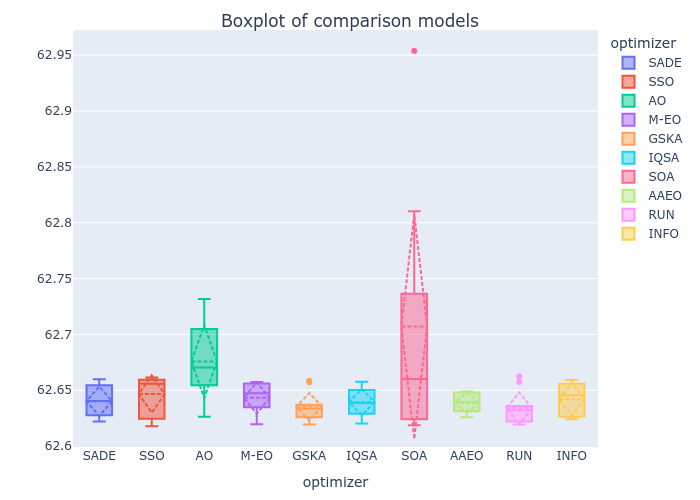 Boxplot of comparison models
62.95
62.9
62.85
62.8
62.75
62.7
62.65
62.6
SADE SSO AO M-EO GSKA IQSA SOA AAEO RUN INFO
optimizer
optimizer
SADE
SSO
AO
M-EO
GSKA
IQSA
SOA
AAEO
RUN
INFO